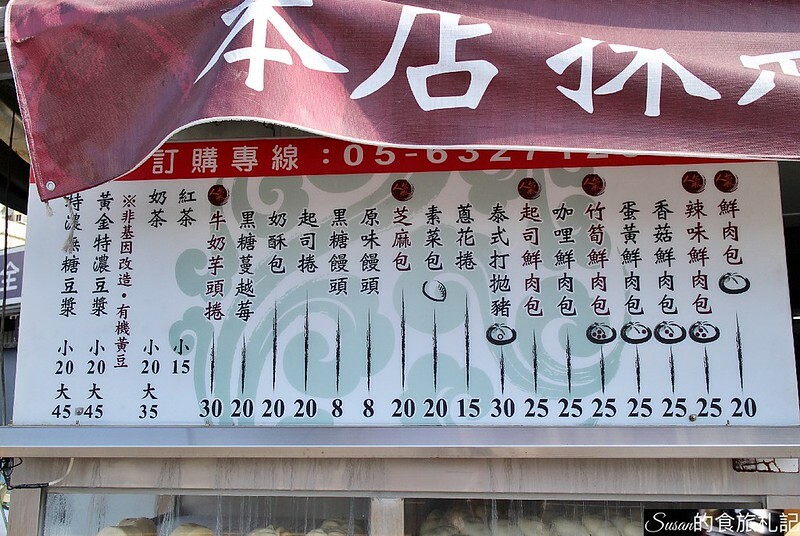 本店採
訂購專線：05-6327
鮮肉包 20
辣味鮮肉包 25
香菇鮮肉包 25
蛋黃鮮肉包 25
竹筍鮮肉包 25
咖哩鮮肉包 25
起司鮮肉包 25
泰式打拋豬 30
蔥花捲 15
素菜包 20
芝麻包 20
原味饅頭 8
黑糖饅頭 8
起司捲 20
奶酥包 20
黑糖蔓越莓 20
牛奶芋頭捲 30
紅茶 小15
奶茶 小20 大35
※非基因改造・有機黃豆
黃金特濃豆漿 小20 大45
特濃無糖豆漿 小20 大45
Susan的食旅札記